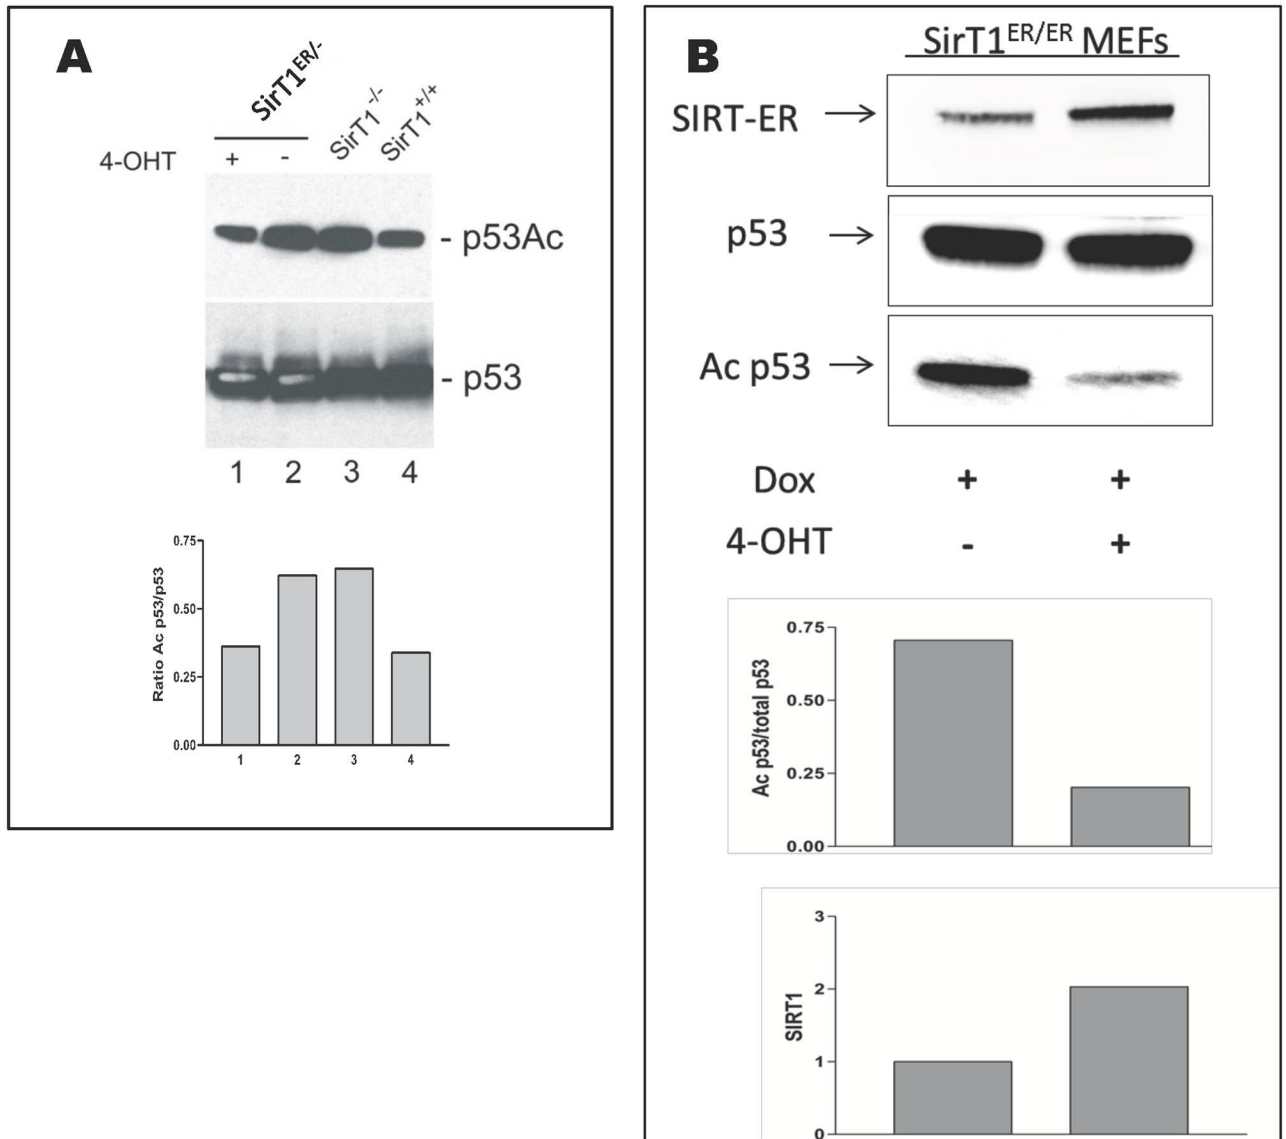 A
SirT1ER/-
SirT1-/-
SirT1+/+
4-OHT + -
- p53Ac
- p53
1 2 3 4
0.75
0.50
0.25
0.00
Ratio Ac p53/p53
1 2 3 4
B
SirT1ER/ER MEFs
SIRT-ER
p53
Ac p53
Dox + +
4-OHT - +
0.75
0.50
0.25
0.00
Ac p53/total p53
3
2
1
0
SIRT1